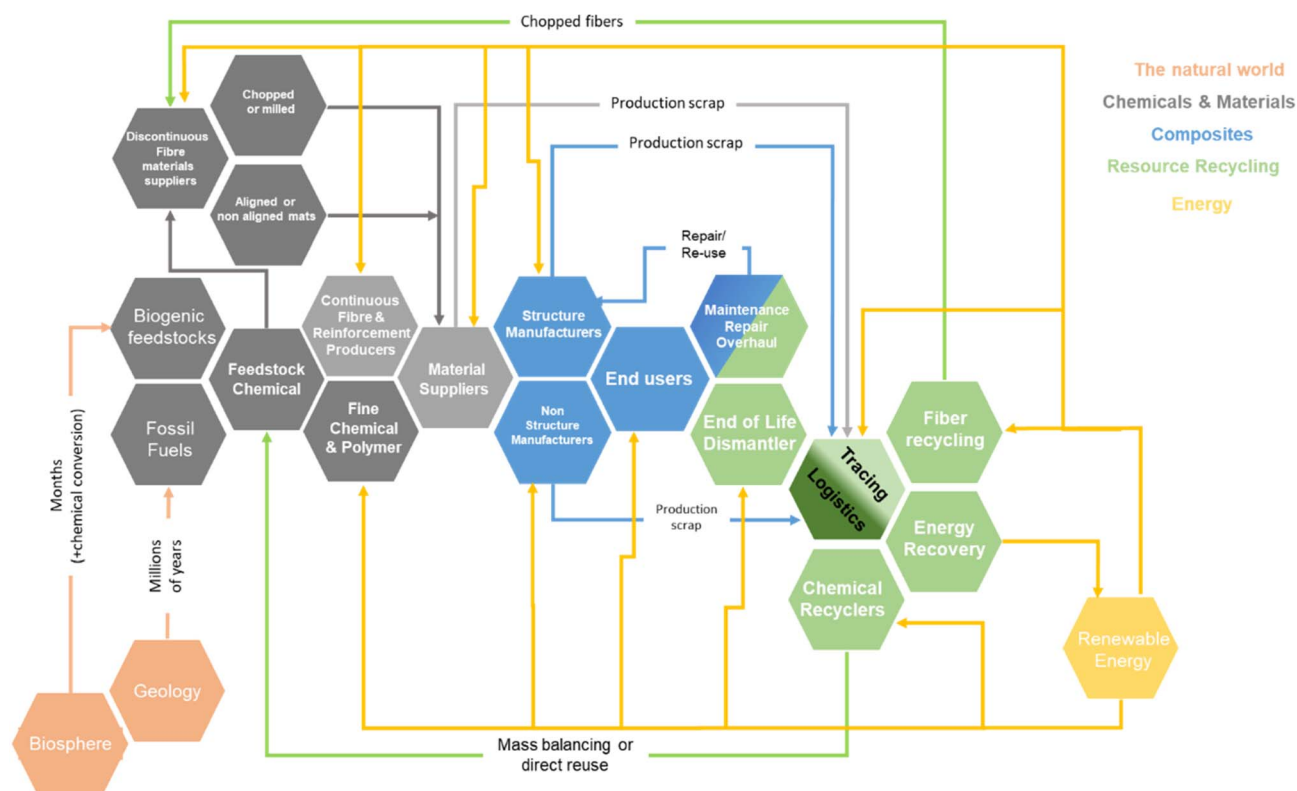 Chopped fibers
The natural world
Chemicals & Materials
Composites
Resource Recycling
Energy
Chopped
or milled
Production scrap
Discontinuous
Fibre
materials
suppliers
Production scrap
Aligned or
non aligned mats
Repair/
Re-use
Biogenic
feedstocks
Continuous
Fibre &
Reinforcement
Producers
Structure
Manufacturers
Maintenance
Repair
Overhaul
Feedstock
Chemical
Material
Suppliers
End users
Fossil
Fuels
Fine
Chemical
& Polymer
Non
Structure
Manufacturers
End of Life
Dismantler
Fiber
recycling
Tracing
Logistics
Months
(+chemical conversion)
Millions
of years
Production
scrap
Energy
Recovery
Chemical
Recyclers
Renewable
Energy
Geology
Biosphere
Mass balancing or
direct reuse